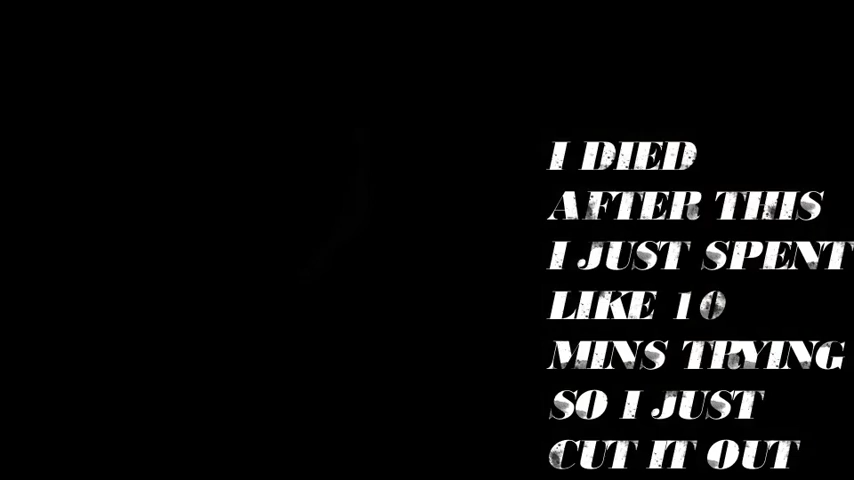 I DIED
AFTER THIS
I JUST SPENT
LIKE 10
MINS TRYING
SO I JUST
CUT IT OUT